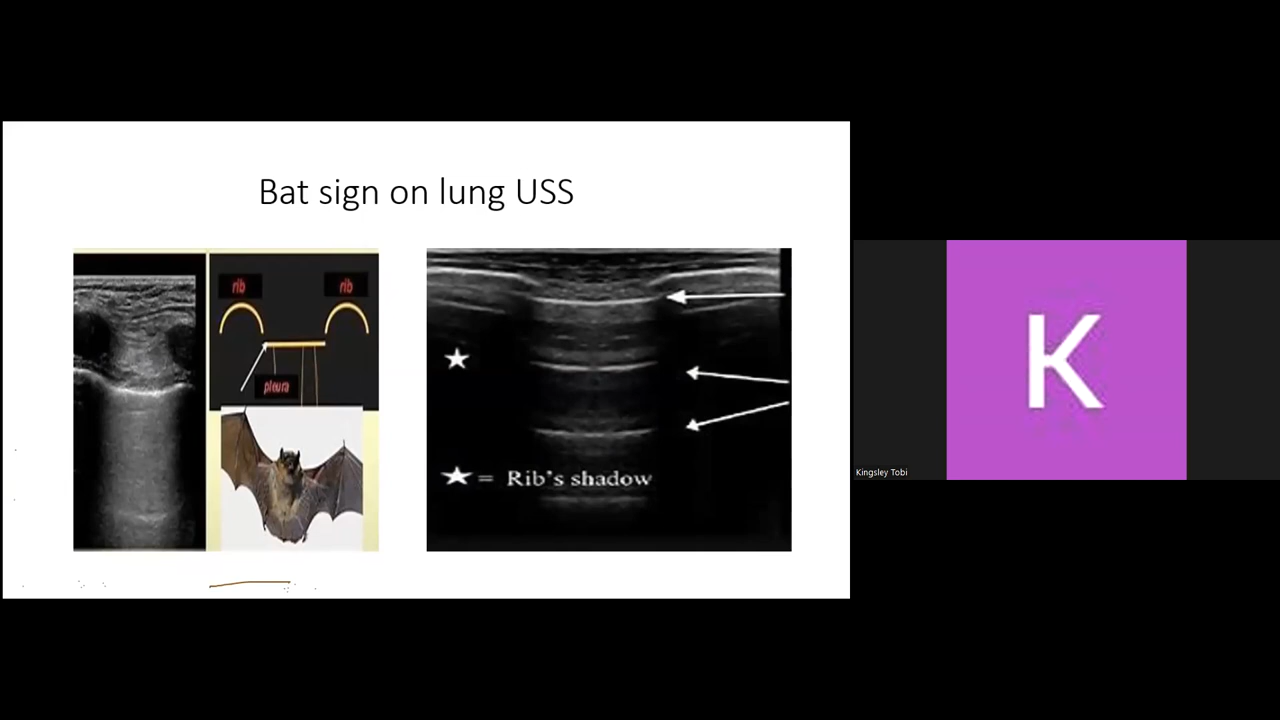 Bat sign on lung USS
rib
rib
pleura
= Rib's shadow
K
Kingsley Tobi